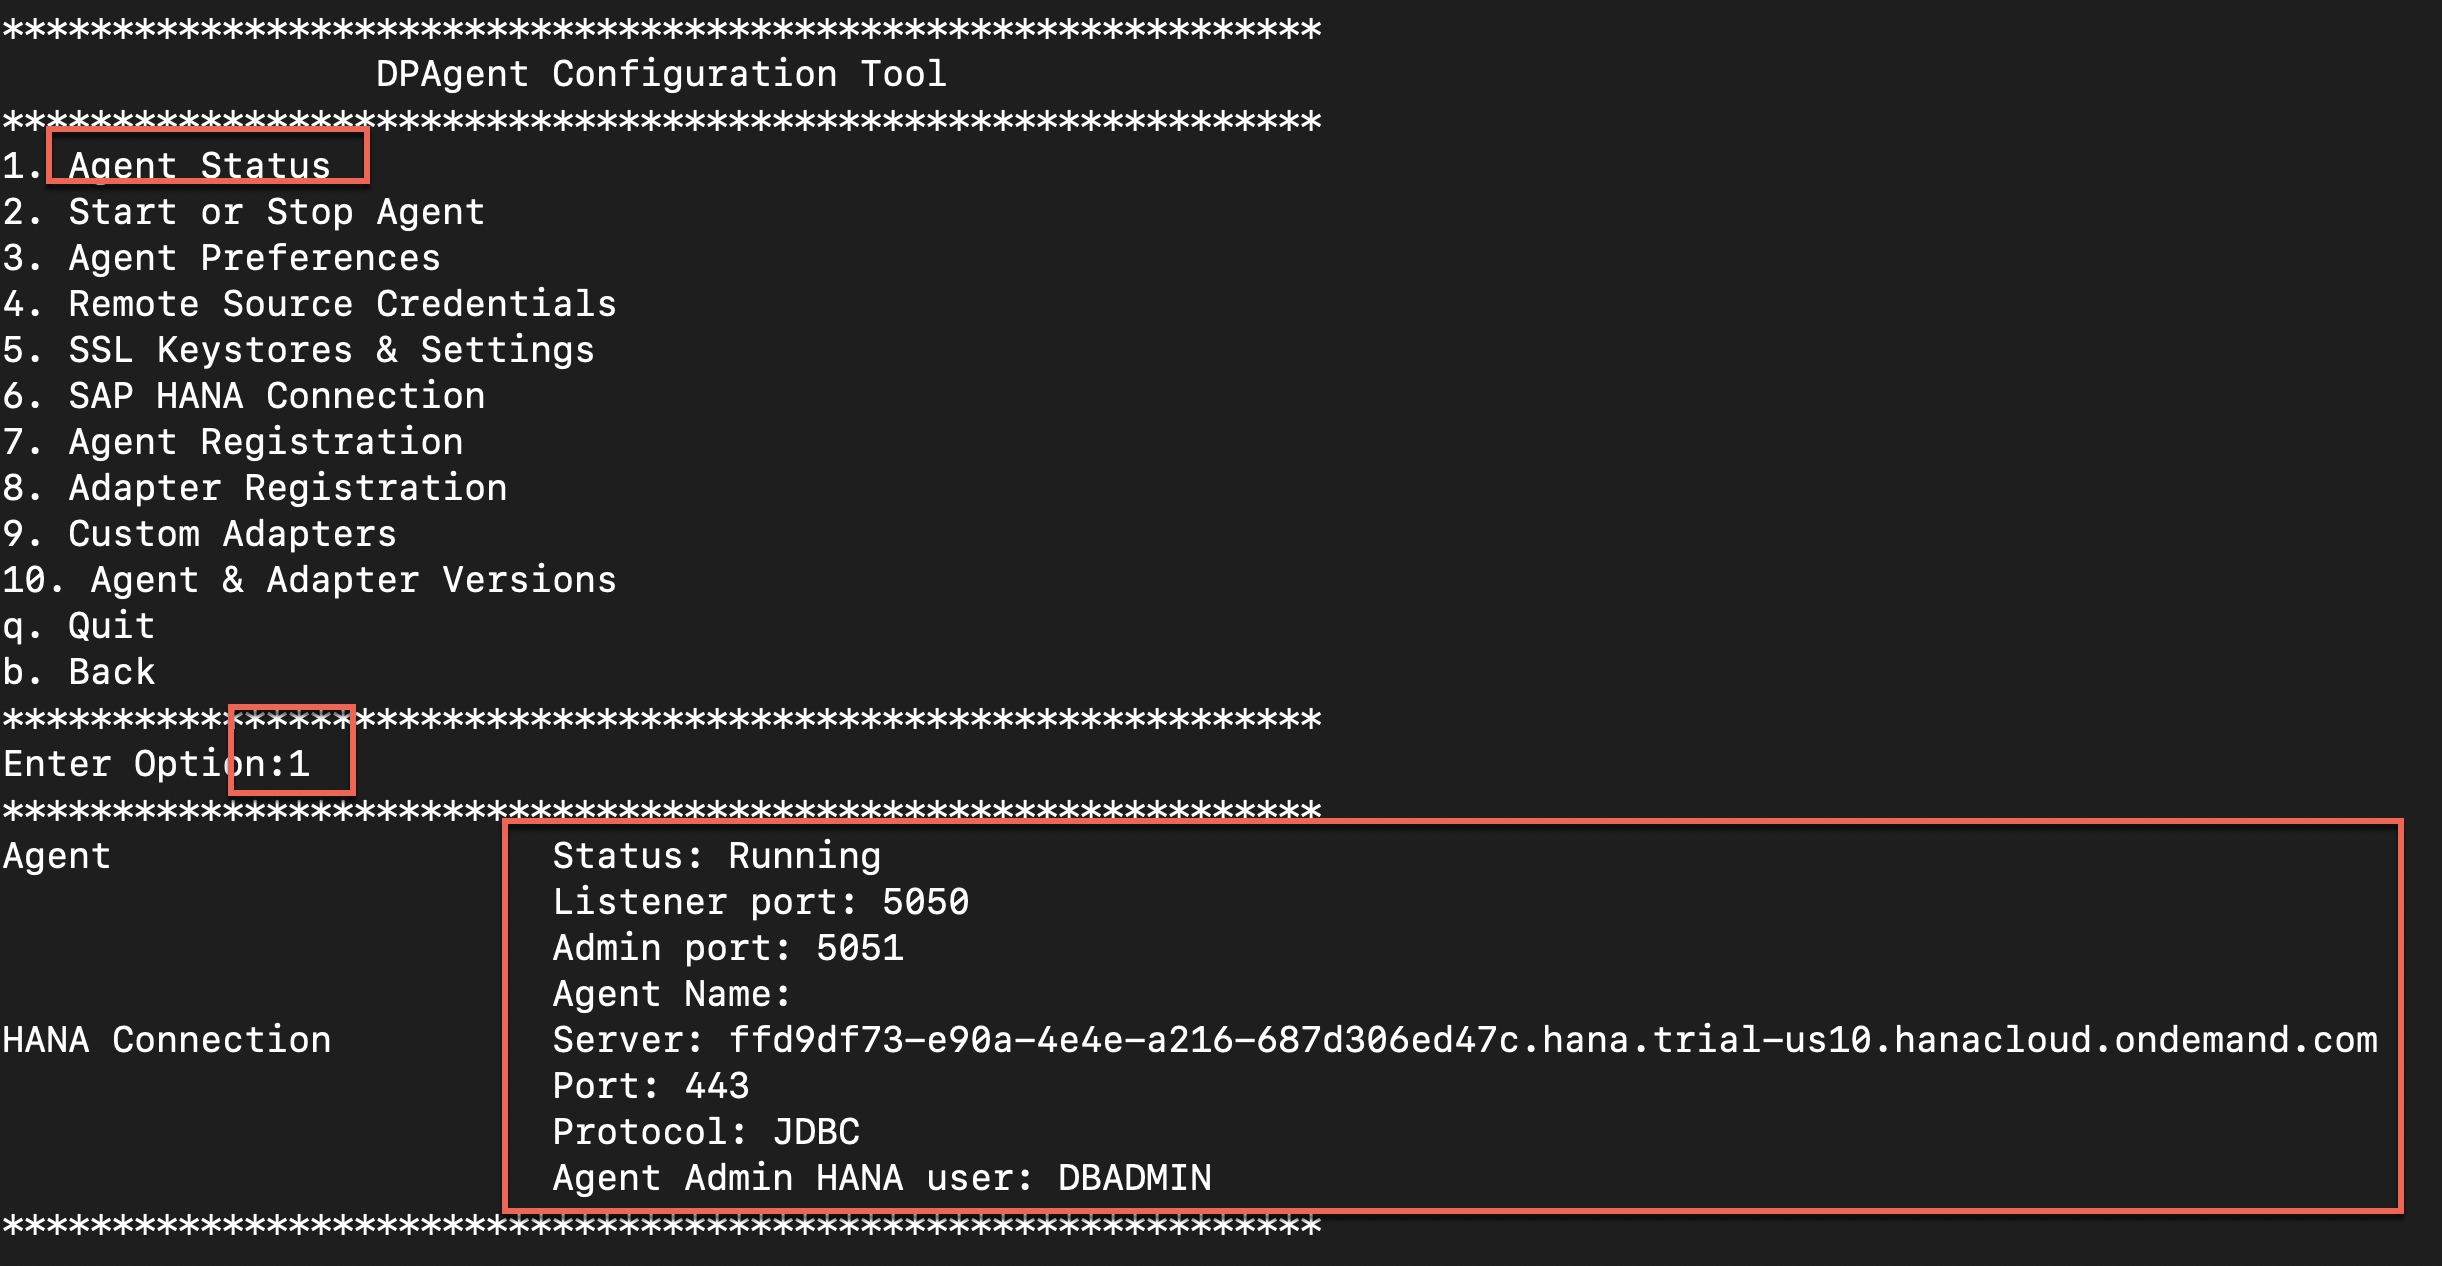 ************************************************************
DPAgent Configuration Tool
************************************************************
1. Agent Status
2. Start or Stop Agent
3. Agent Preferences
4. Remote Source Credentials
5. SSL Keystores & Settings
6. SAP HANA Connection
7. Agent Registration
8. Adapter Registration
9. Custom Adapters
10. Agent & Adapter Versions
q. Quit
b. Back
************************************************************
Enter Option:1
************************************************************
Agent Status: Running
Listener port: 5050
Admin port: 5051
Agent Name:
HANA Connection Server: ffd9df73-e90a-4e4e-a216-687d306ed47c.hana.trial-us10.hanacloud.ondemand.com
Port: 443
Protocol: JDBC
Agent Admin HANA user: DBADMIN
************************************************************